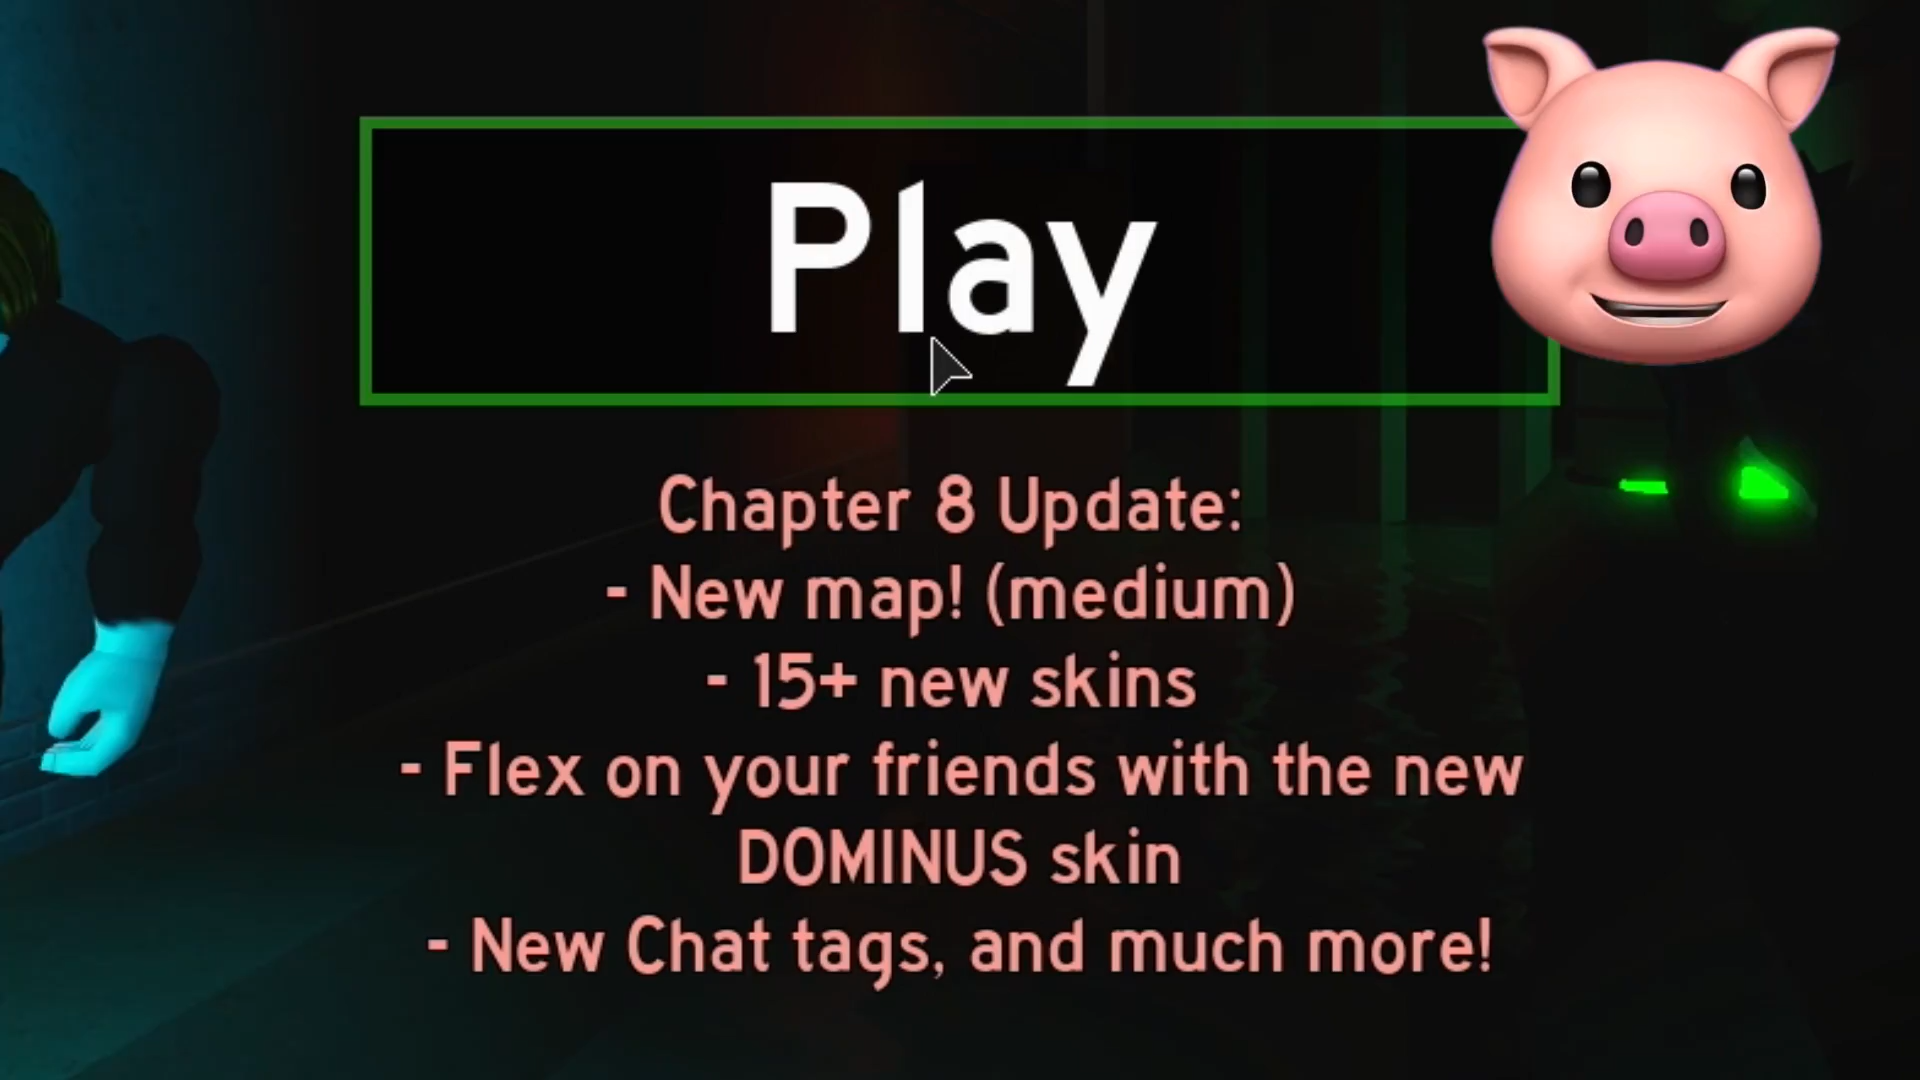 Play
Chapter 8 Update:
- New map! (medium)
- 15+ new skins
- Flex on your friends with the new
DOMINUS skin
- New Chat tags, and much more!